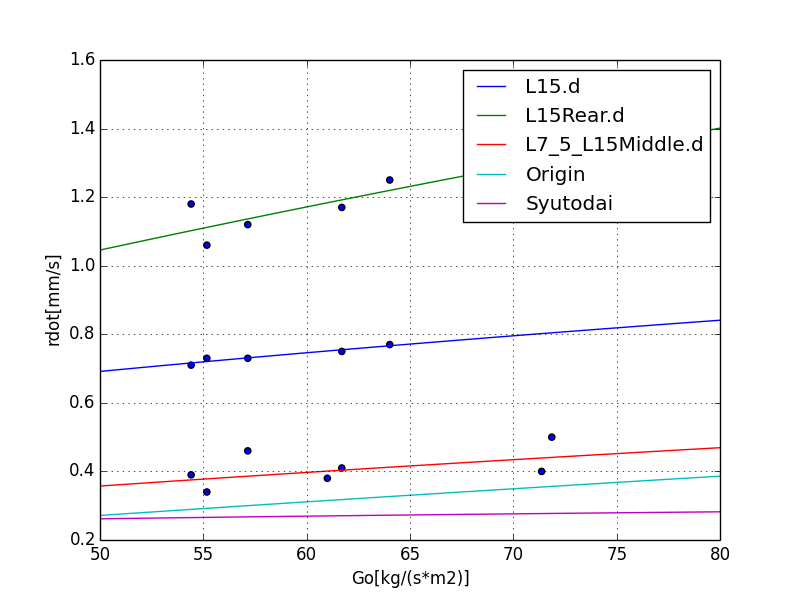 1.6
1.4
1.2
1.0
0.8
0.6
0.4
0.2
rdot[mm/s]
L15.d
L15Rear.d
L7_5_L15Middle.d
Origin
Syutodai
50 55 60 65 70 75 80
Go[kg/(s*m2)]